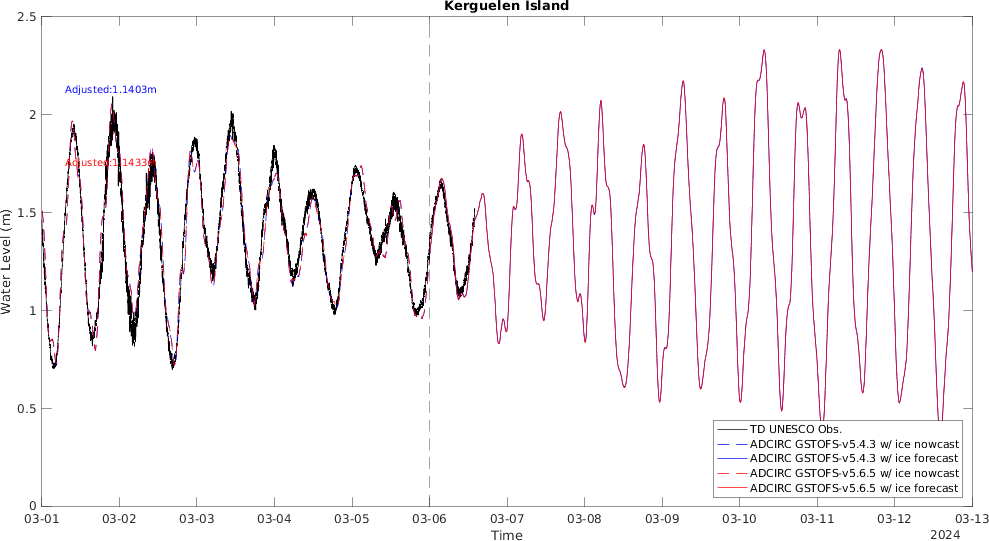 Kerguelen Island
2.5
2
1.5
1
0.5
0
Water Level (m)
Adjusted:1.1403m
Adjusted:1.1433m
TD UNESCO Obs.
ADCIRC GSTOFS-v5.4.3 w/ ice nowcast
ADCIRC GSTOFS-v5.4.3 w/ ice forecast
ADCIRC GSTOFS-v5.6.5 w/ ice nowcast
ADCIRC GSTOFS-v5.6.5 w/ ice forecast
03-01 03-02 03-03 03-04 03-05 03-06 03-07 03-08 03-09 03-10 03-11 03-12 03-13
Time
2024